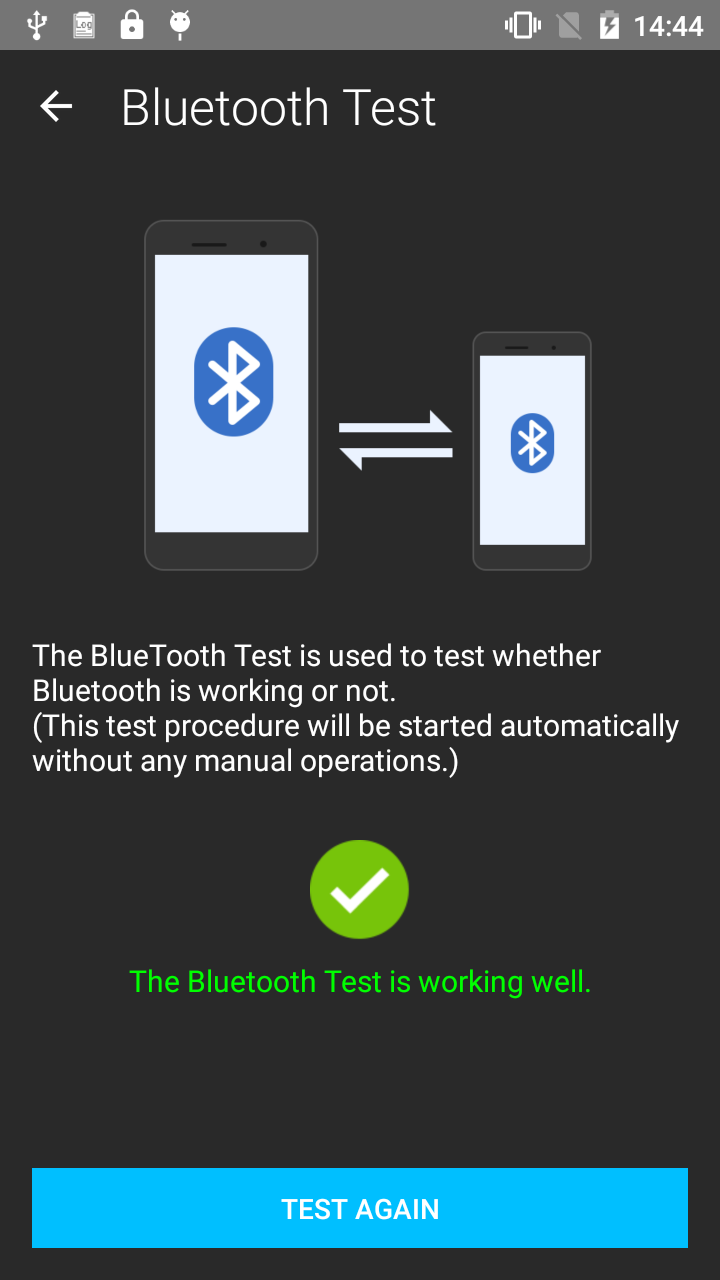 Log
14:44
Bluetooth Test
The BlueTooth Test is used to test whether
Bluetooth is working or not.
(This test procedure will be started automatically
without any manual operations.)
The Bluetooth Test is working well.
TEST AGAIN